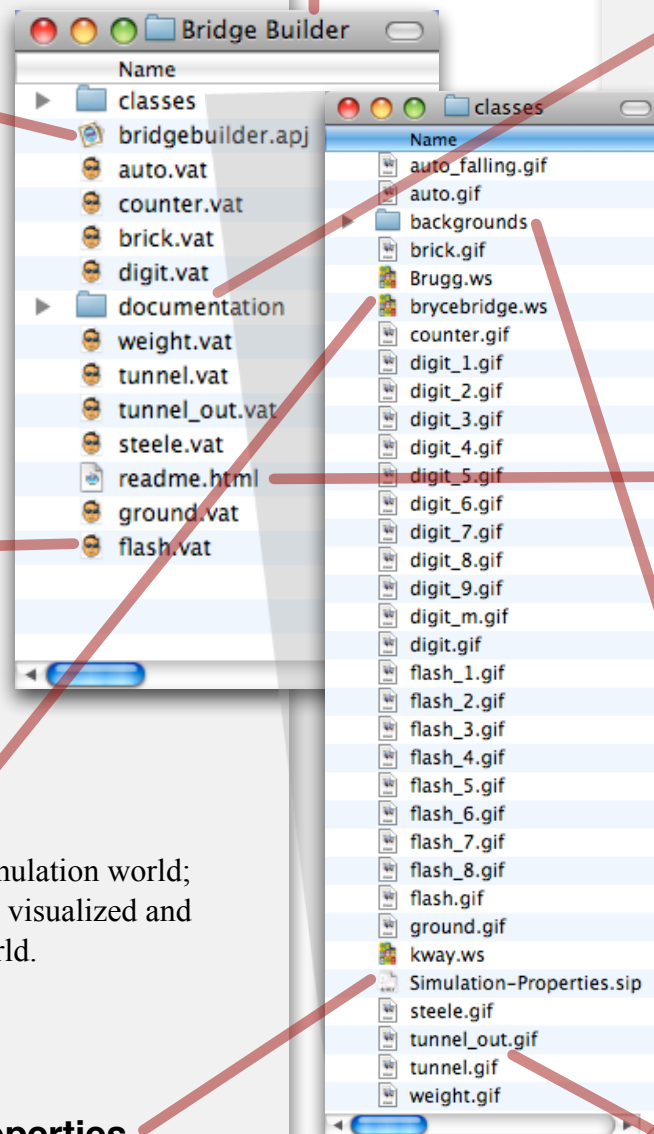 Bridge Builder
Name
classes
bridgebuilder.apj
auto.vat
counter.vat
brick.vat
digit.vat
documentation
weight.vat
tunnel.vat
tunnel_out.vat
steele.vat
readme.html
ground.vat
flash.vat
classes
Name
auto_falling.gif
auto.gif
backgrounds
brick.gif
Brugg.ws
brycebridge.ws
counter.gif
digit_1.gif
digit_2.gif
digit_3.gif
digit_4.gif
digit_5.gif
digit_6.gif
digit_7.gif
digit_8.gif
digit_9.gif
digit_m.gif
digit.gif
flash_1.gif
flash_2.gif
flash_3.gif
flash_4.gif
flash_5.gif
flash_6.gif
flash_7.gif
flash_8.gif
flash.gif
ground.gif
kway.ws
Simulation-Properties.sip
steele.gif
tunnel_out.gif
tunnel.gif
weight.gif
mulation world;
visualized and
rld.
operties